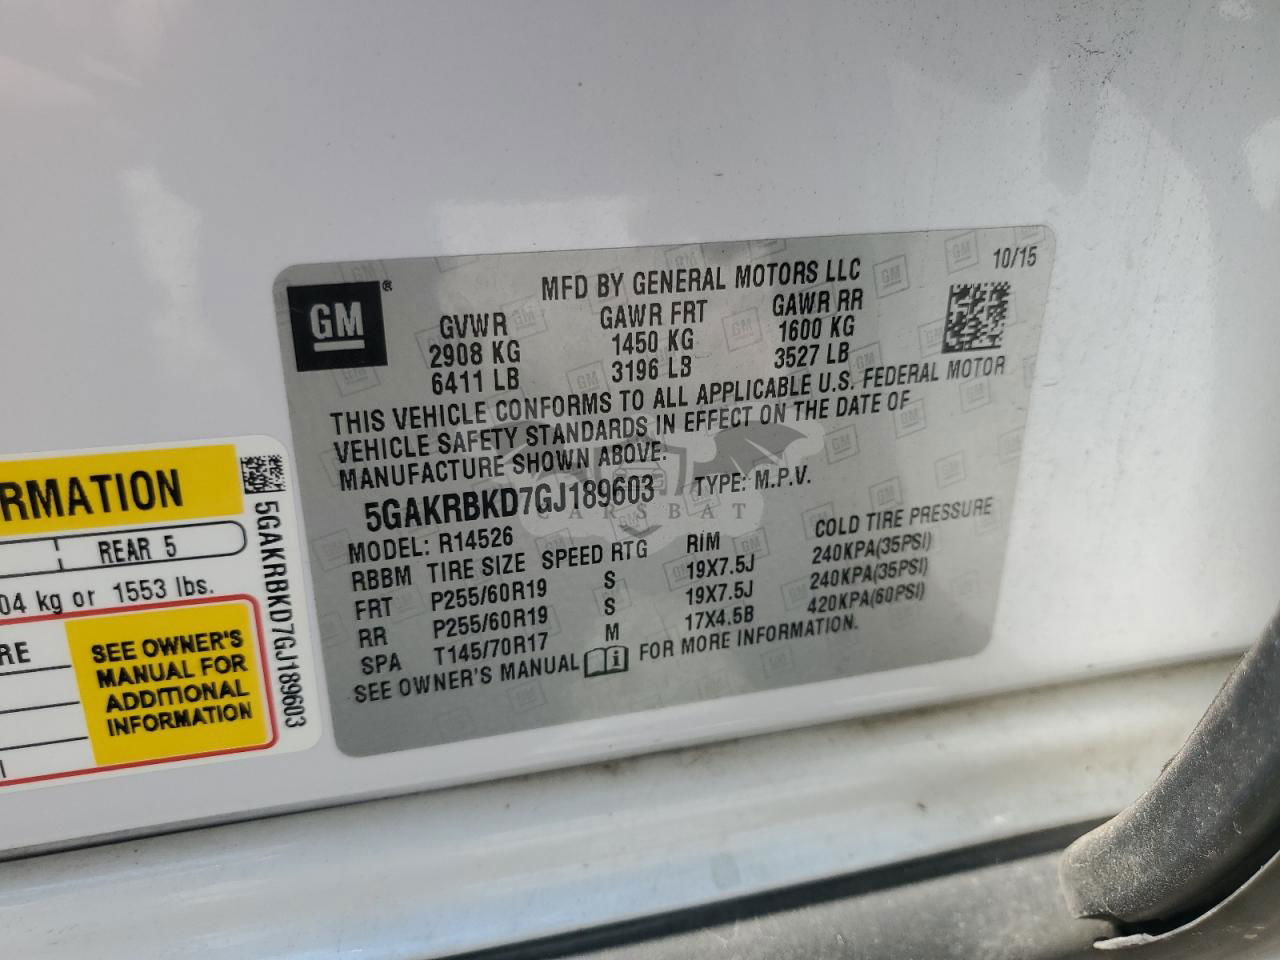 GM
®
MFD BY GENERAL MOTORS LLC
10/15
GVWR GAWR FRT GAWR RR
2908 KG 1450 KG 1600 KG
6411 LB 3196 LB 3527 LB
THIS VEHICLE CONFORMS TO ALL APPLICABLE U.S. FEDERAL MOTOR
VEHICLE SAFETY STANDARDS IN EFFECT ON THE DATE OF
MANUFACTURE SHOWN ABOVE.
5GAKRBKD7GJ189603 TYPE: M.P.V.
CARSBAT
MODEL: R14526
RBBM TIRE SIZE SPEED RTG RIM COLD TIRE PRESSURE
FRT P255/60R19 S 19X7.5J 240KPA(35PSI)
RR P255/60R19 S 19X7.5J 240KPA(35PSI)
SPA T145/70R17 M 17X4.5B 420KPA(60PSI)
SEE OWNER'S MANUAL FOR MORE INFORMATION.
RMATION
REAR 5
04 kg or 1553 lbs.
RE
SEE OWNER'S
MANUAL FOR
ADDITIONAL
INFORMATION
5GAKRBKD7GJ189603